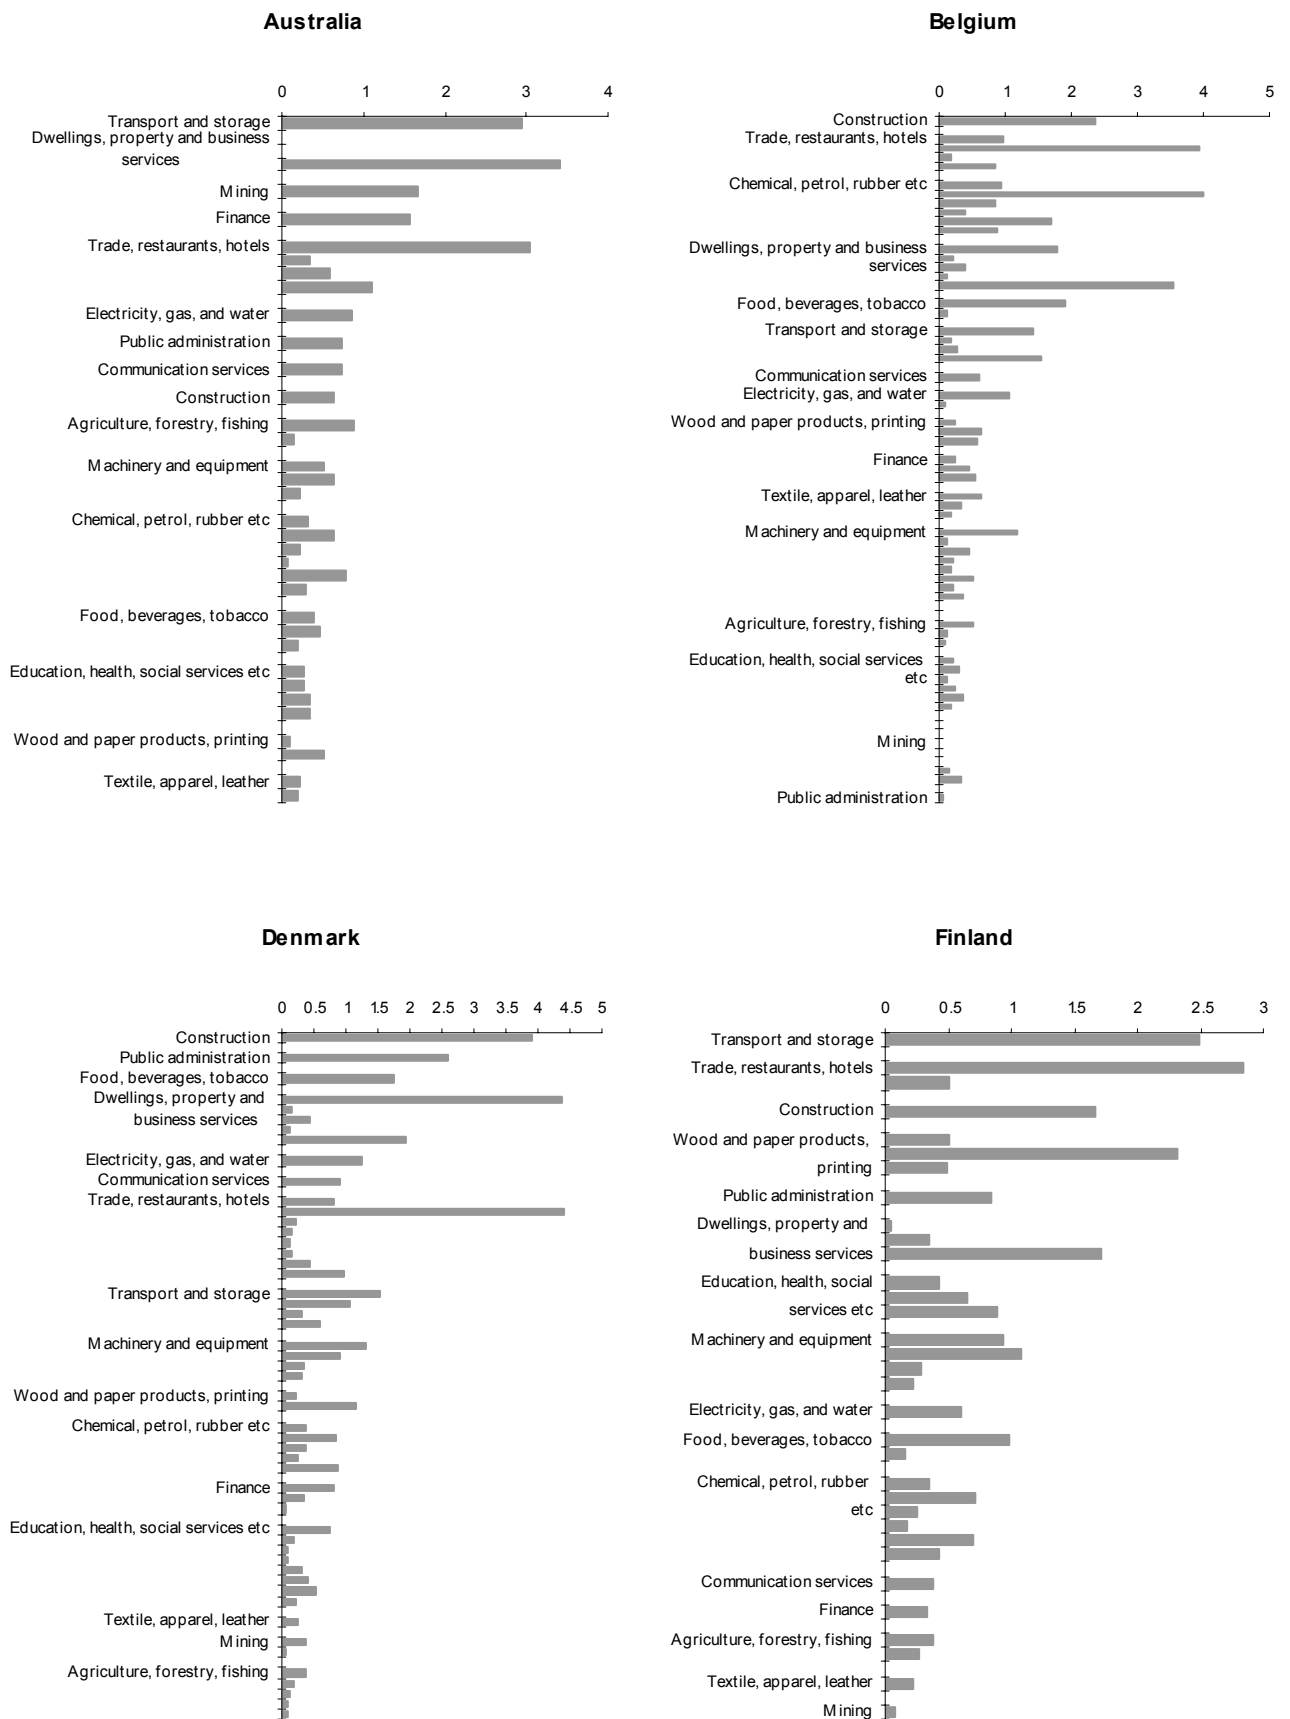 Australia
0 1 2 3 4
Transport and storage
Dwellings, property and business
services
Mining
Finance
Trade, restaurants, hotels
Electricity, gas, and water
Public administration
Communication services
Construction
Agriculture, forestry, fishing
Machinery and equipment
Chemical, petrol, rubber etc
Food, beverages, tobacco
Education, health, social services etc
Wood and paper products, printing
Textile, apparel, leather
Belgium
0 1 2 3 4 5
Construction
Trade, restaurants, hotels
Chemical, petrol, rubber etc
Dwellings, property and business
services
Food, beverages, tobacco
Transport and storage
Communication services
Electricity, gas, and water
Wood and paper products, printing
Finance
Textile, apparel, leather
Machinery and equipment
Agriculture, forestry, fishing
Education, health, social services
etc
Mining
Public administration
Denmark
0 0.5 1 1.5 2 2.5 3 3.5 4 4.5 5
Construction
Public administration
Food, beverages, tobacco
Dwellings, property and
business services
Electricity, gas, and water
Communication services
Trade, restaurants, hotels
Transport and storage
Machinery and equipment
Wood and paper products, printing
Chemical, petrol, rubber etc
Finance
Education, health, social services etc
Textile, apparel, leather
Mining
Agriculture, forestry, fishing
Finland
0 0.5 1 1.5 2 2.5 3
Transport and storage
Trade, restaurants, hotels
Construction
Wood and paper products,
printing
Public administration
Dwellings, property and
business services
Education, health, social
services etc
Machinery and equipment
Electricity, gas, and water
Food, beverages, tobacco
Chemical, petrol, rubber
etc
Communication services
Finance
Agriculture, forestry, fishing
Textile, apparel, leather
Mining